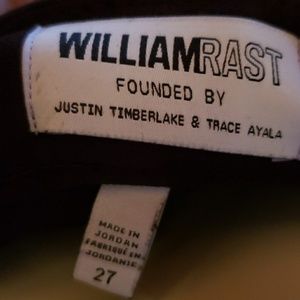 WILLIAMRAST
FOUNDED BY
JUSTIN TIMBERLAKE & TRACE AYALA
MADE IN
JORDAN
FABRIQUÉ EN
JORDANIE
27